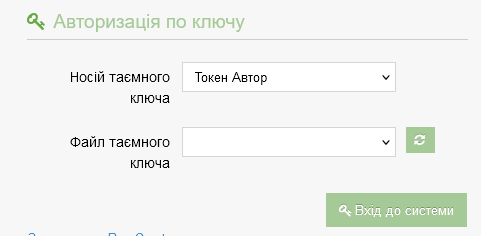 Авторизація по ключу
Носій таємного
ключа
Токен Автор
Файл таємного
ключа
Вхід до системи